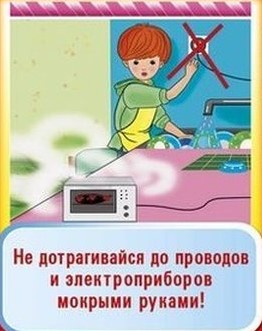 Не дотрагивайся до проводов
и электроприборов
мокрыми руками!